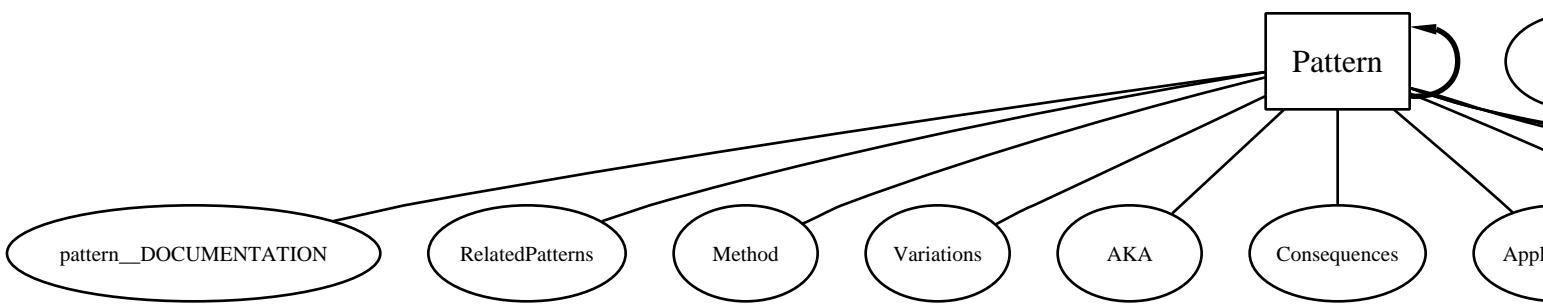 Pattern
pattern__DOCUMENTATION
RelatedPatterns
Method
Variations
AKA
Consequences